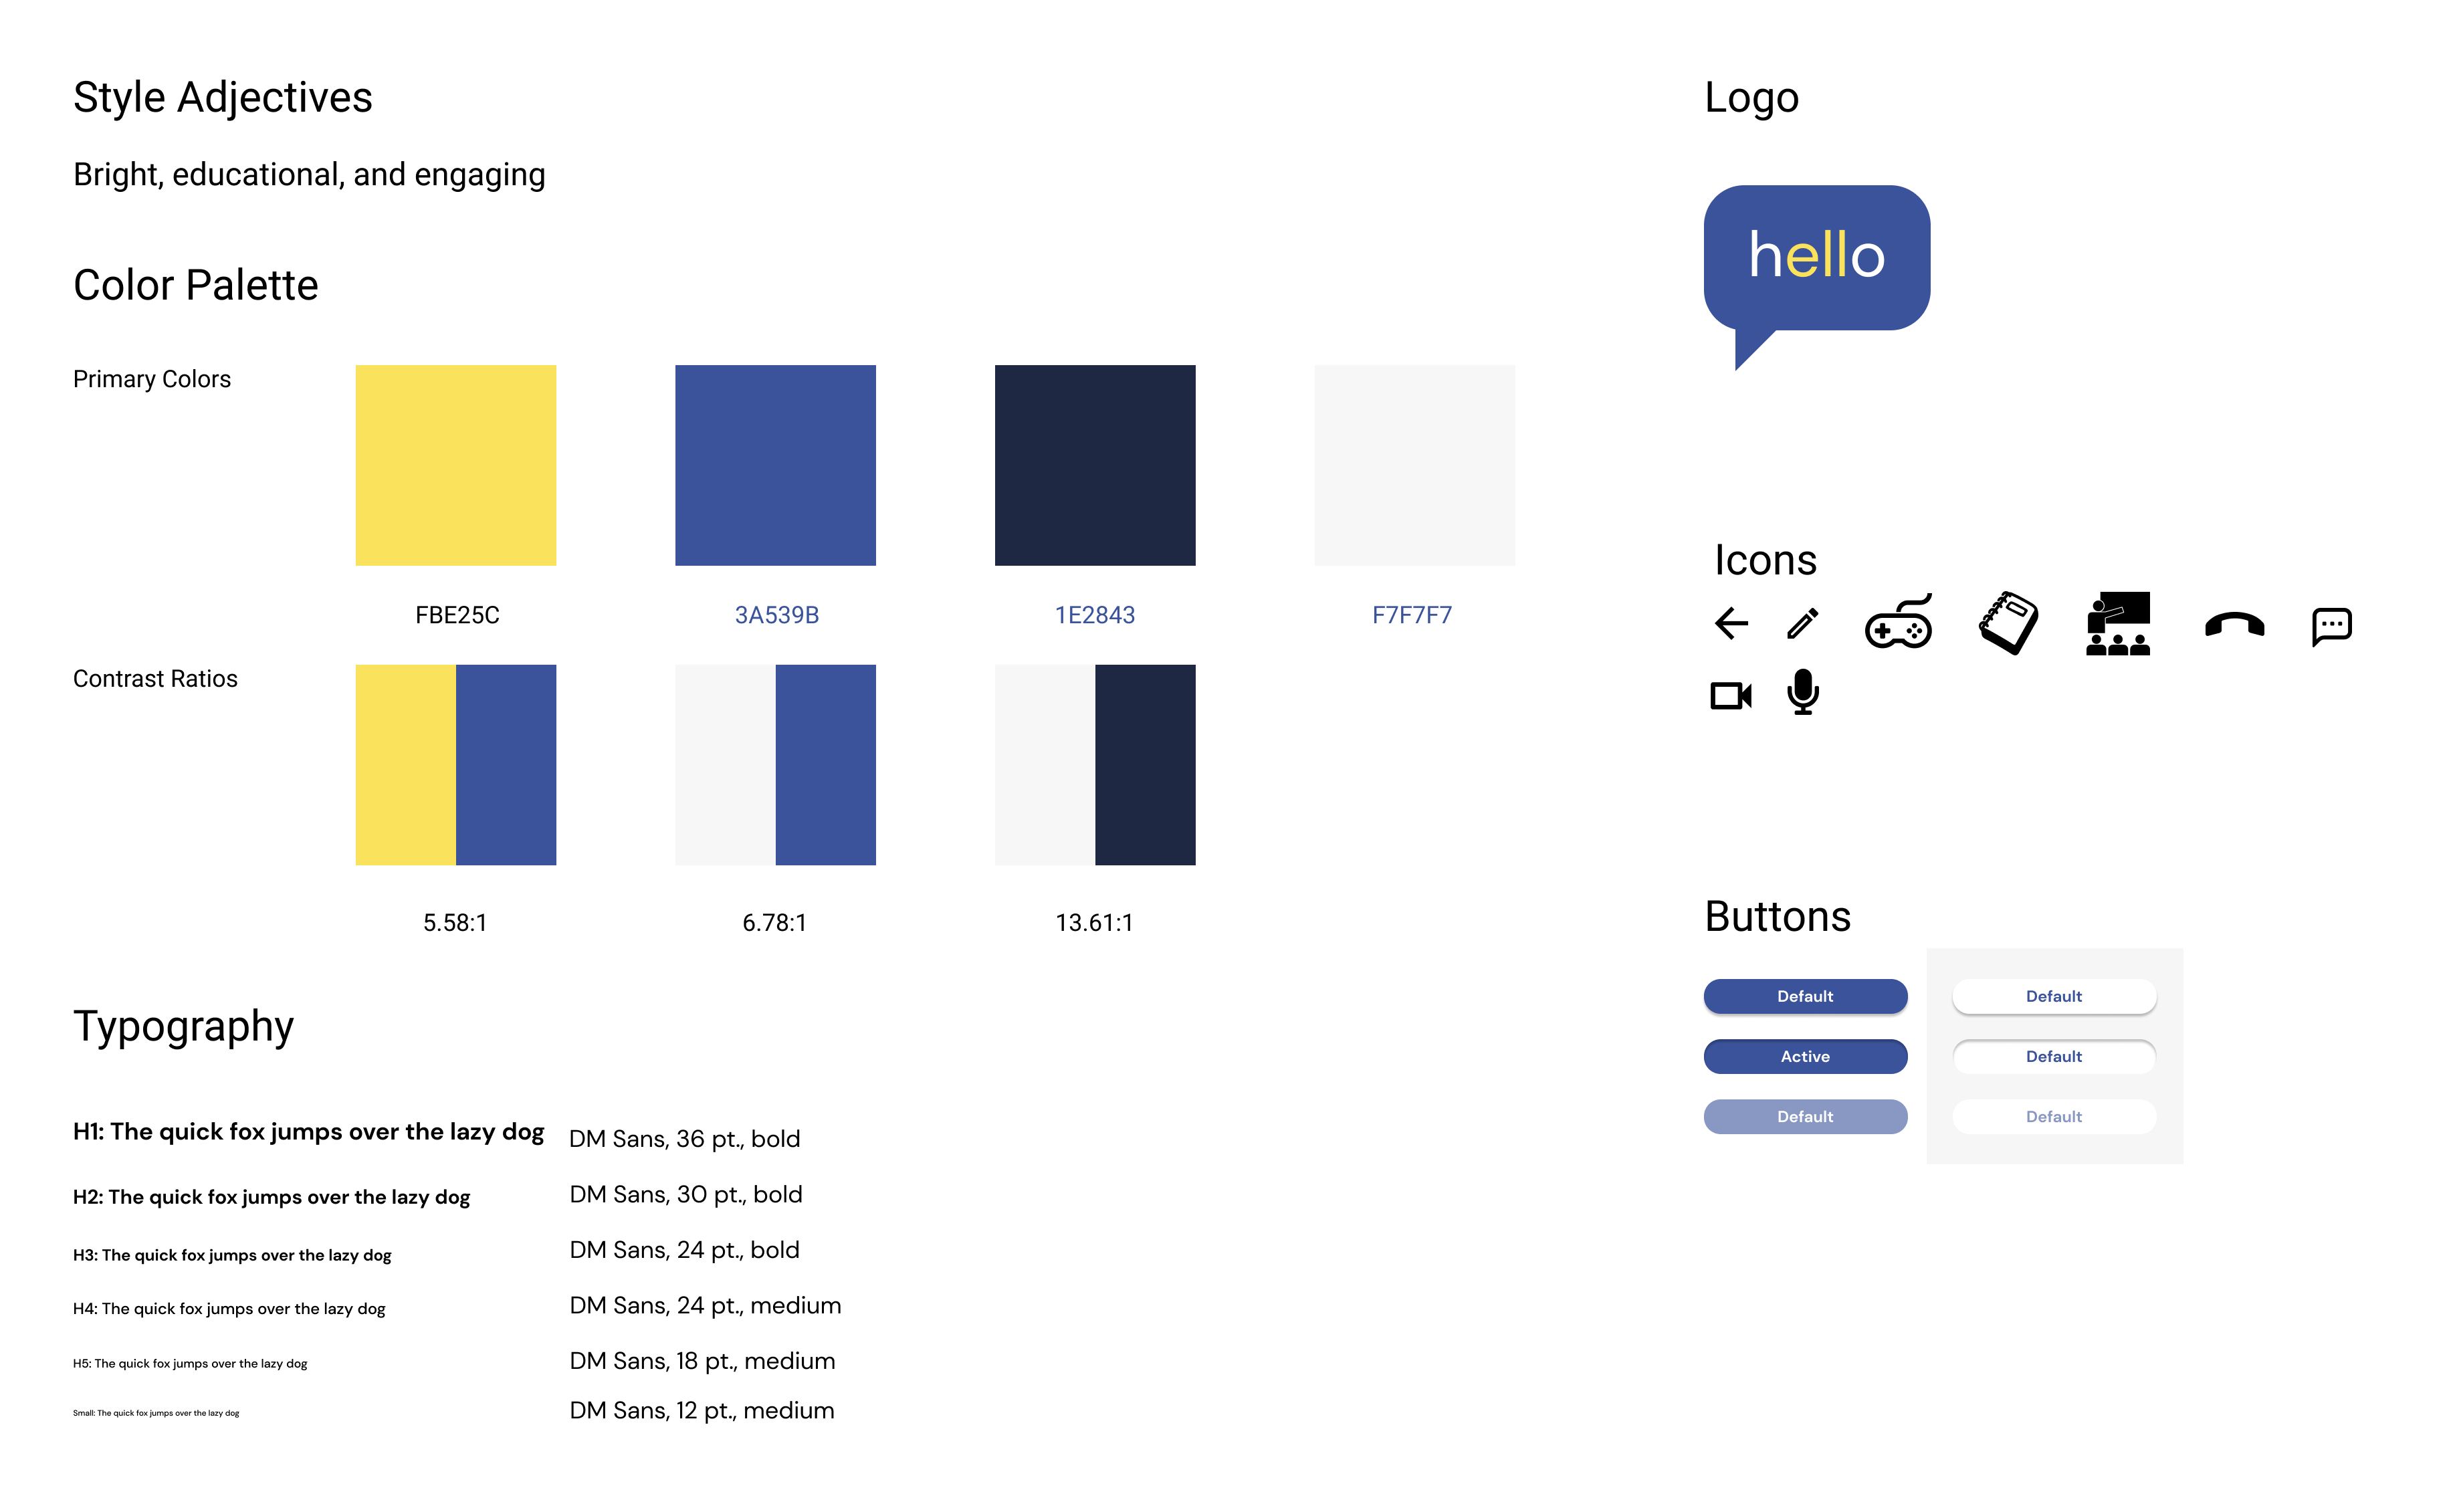 Style Adjectives
Bright, educational, and engaging
Color Palette
Primary Colors
FBE25C
3A539B
1E2843
F7F7F7
Contrast Ratios
5.58:1
6.78:1
13.61:1
Typography
H1: The quick fox jumps over the lazy dog
DM Sans, 36 pt., bold
H2: The quick fox jumps over the lazy dog
DM Sans, 30 pt., bold
H3: The quick fox jumps over the lazy dog
DM Sans, 24 pt., bold
H4: The quick fox jumps over the lazy dog
DM Sans, 24 pt., medium
H5: The quick fox jumps over the lazy dog
DM Sans, 18 pt., medium
Small: The quick fox jumps over the lazy dog
DM Sans, 12 pt., medium
Logo
hello
Icons
Buttons
Default
Default
Active
Default
Default
Default